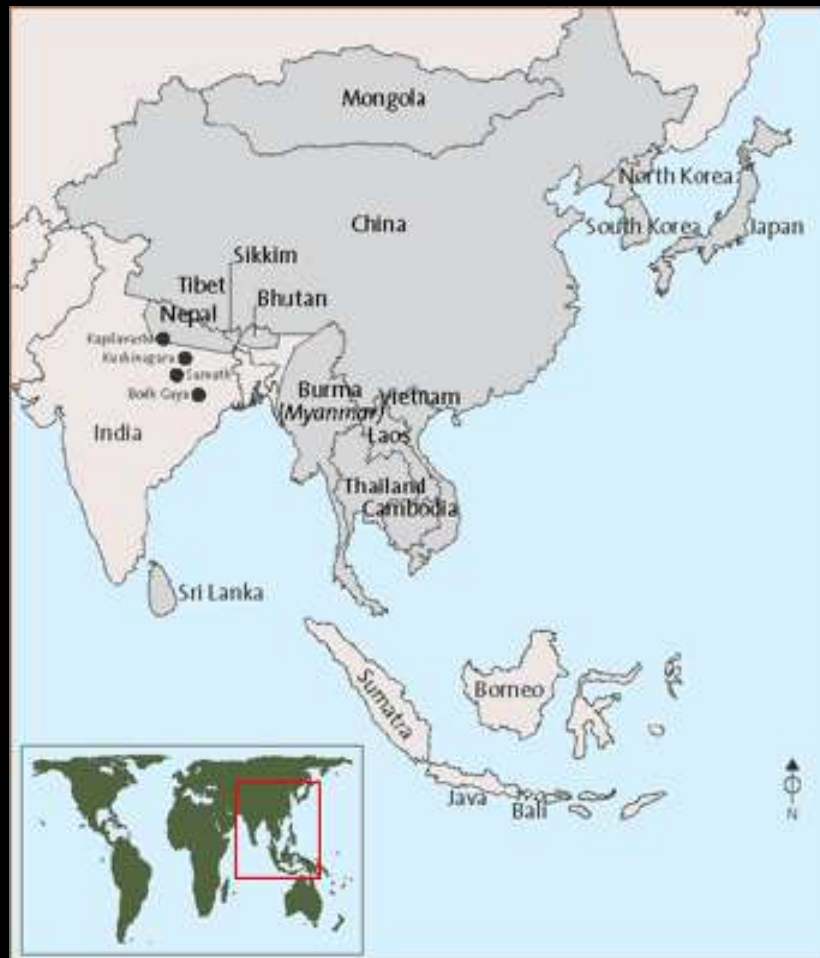 Mongola
North Korea
China
South Korea
Japan
Sikkim
Tibet
Bhutan
Nepal
Kapilavastu
Kushinagara
Sarnath
Bodh Gaya
Burma
(Myanmar)
Vietnam
India
Laos
Thailand
Cambodia
Sri Lanka
Sumatra
Borneo
Java
Bali
N